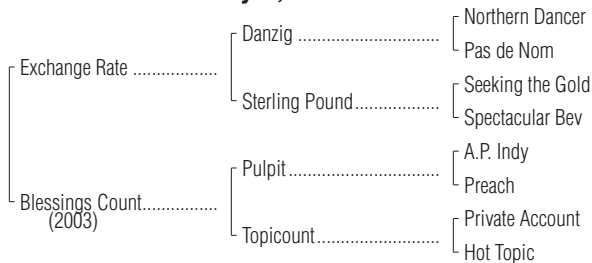 Northern Dancer
Danzig ..............................
Pas de Nom
Exchange Rate ..................
Seeking the Gold
Sterling Pound..................
Spectacular Bev
A.P. Indy
Pulpit ................................
Preach
Blessings Count................
(2003)
Private Account
Topicount..........................
Hot Topic